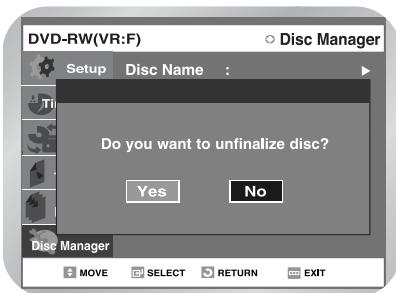 DVD-RW(VR:F) Disc Manager
Setup Disc Name : ▶
Ti
Do you want to unfinalize disc?
Yes No
Disc Manager
MOVE SELECT RETURN EXIT